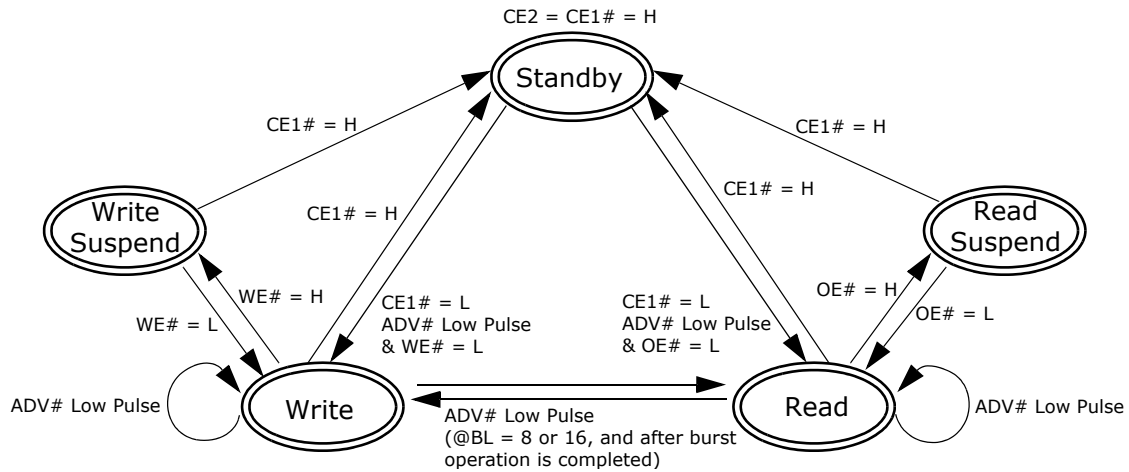 CE2 = CE1# = H
Standby
CE1# = H
CE1# = H
Write
Suspend
CE1# = H
CE1# = H
Read
Suspend
WE# = H
WE# = L
CE1# = L
ADV# Low Pulse
& WE# = L
CE1# = L
ADV# Low Pulse
& OE# = L
OE# = H
OE# = L
ADV# Low Pulse
Write
Read
ADV# Low Pulse
ADV# Low Pulse
(@BL = 8 or 16, and after burst
operation is completed)